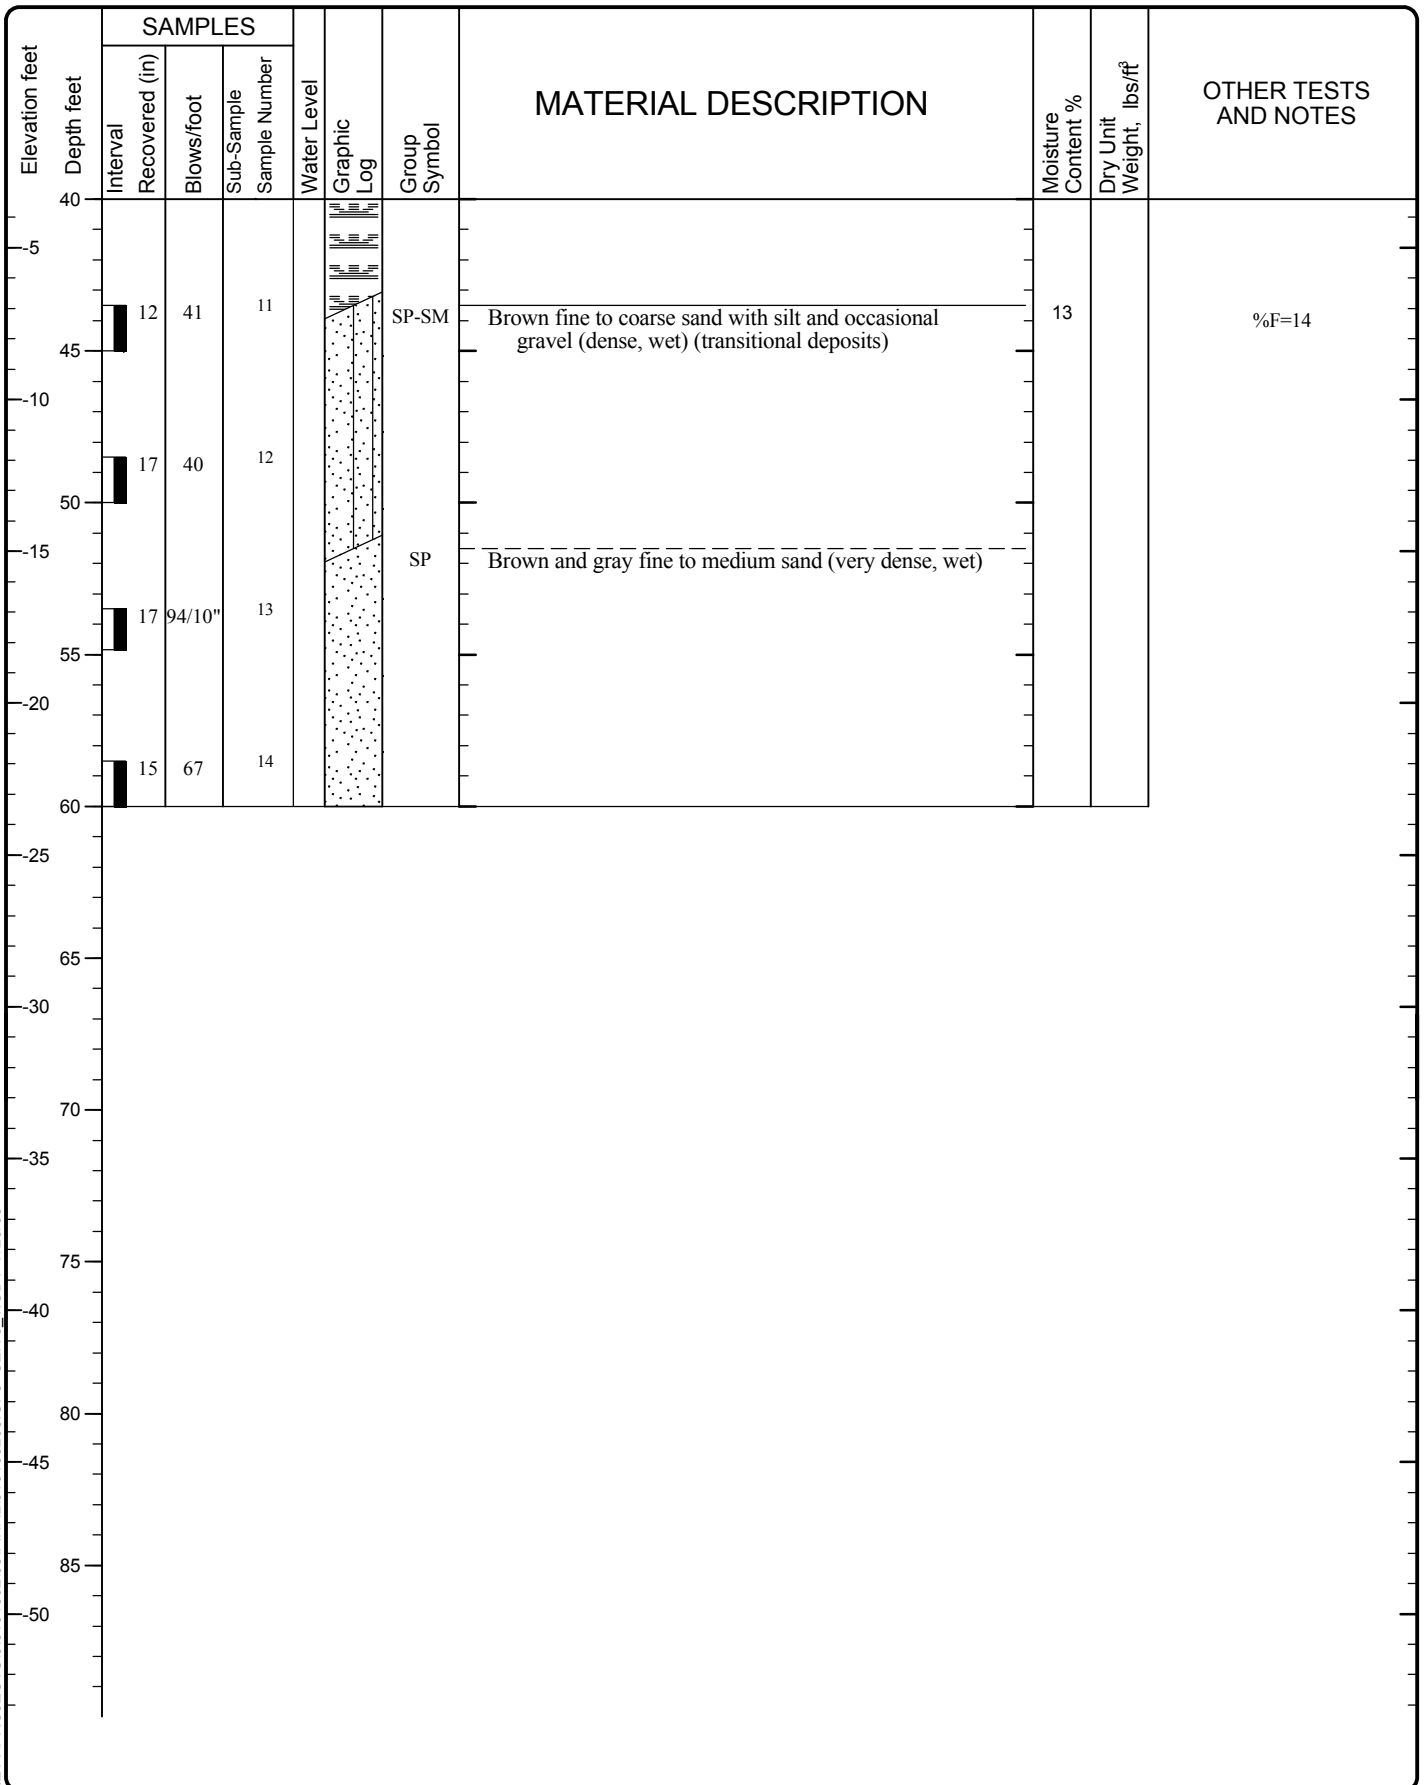 SAMPLES
Elevation feet
Depth feet
Interval
Recovered (in)
Blows/foot
Sub-Sample
Sample Number
Water Level
Graphic
Log
Group
Symbol
MATERIAL DESCRIPTION
Moisture
Content %
Dry Unit
Weight, lbs/ft³
OTHER TESTS
AND NOTES
40
-5
12 41 11 SP-SM Brown fine to coarse sand with silt and occasional 13 %F=14
gravel (dense, wet) (transitional deposits)
45
-10
17 40 12
50
-15 SP Brown and gray fine to medium sand (very dense, wet)
17 94/10" 13
55
-20
15 67 14
60
-25
65
-30
70
-35
75
-40
80
-45
85
-50